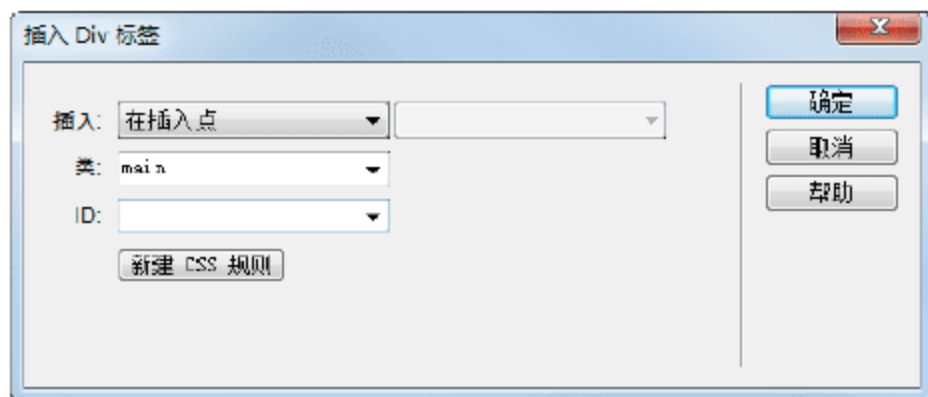 插入 Div 标签
插入: 在插入点
类: main
ID:
新建 CSS 规则
确定
取消
帮助